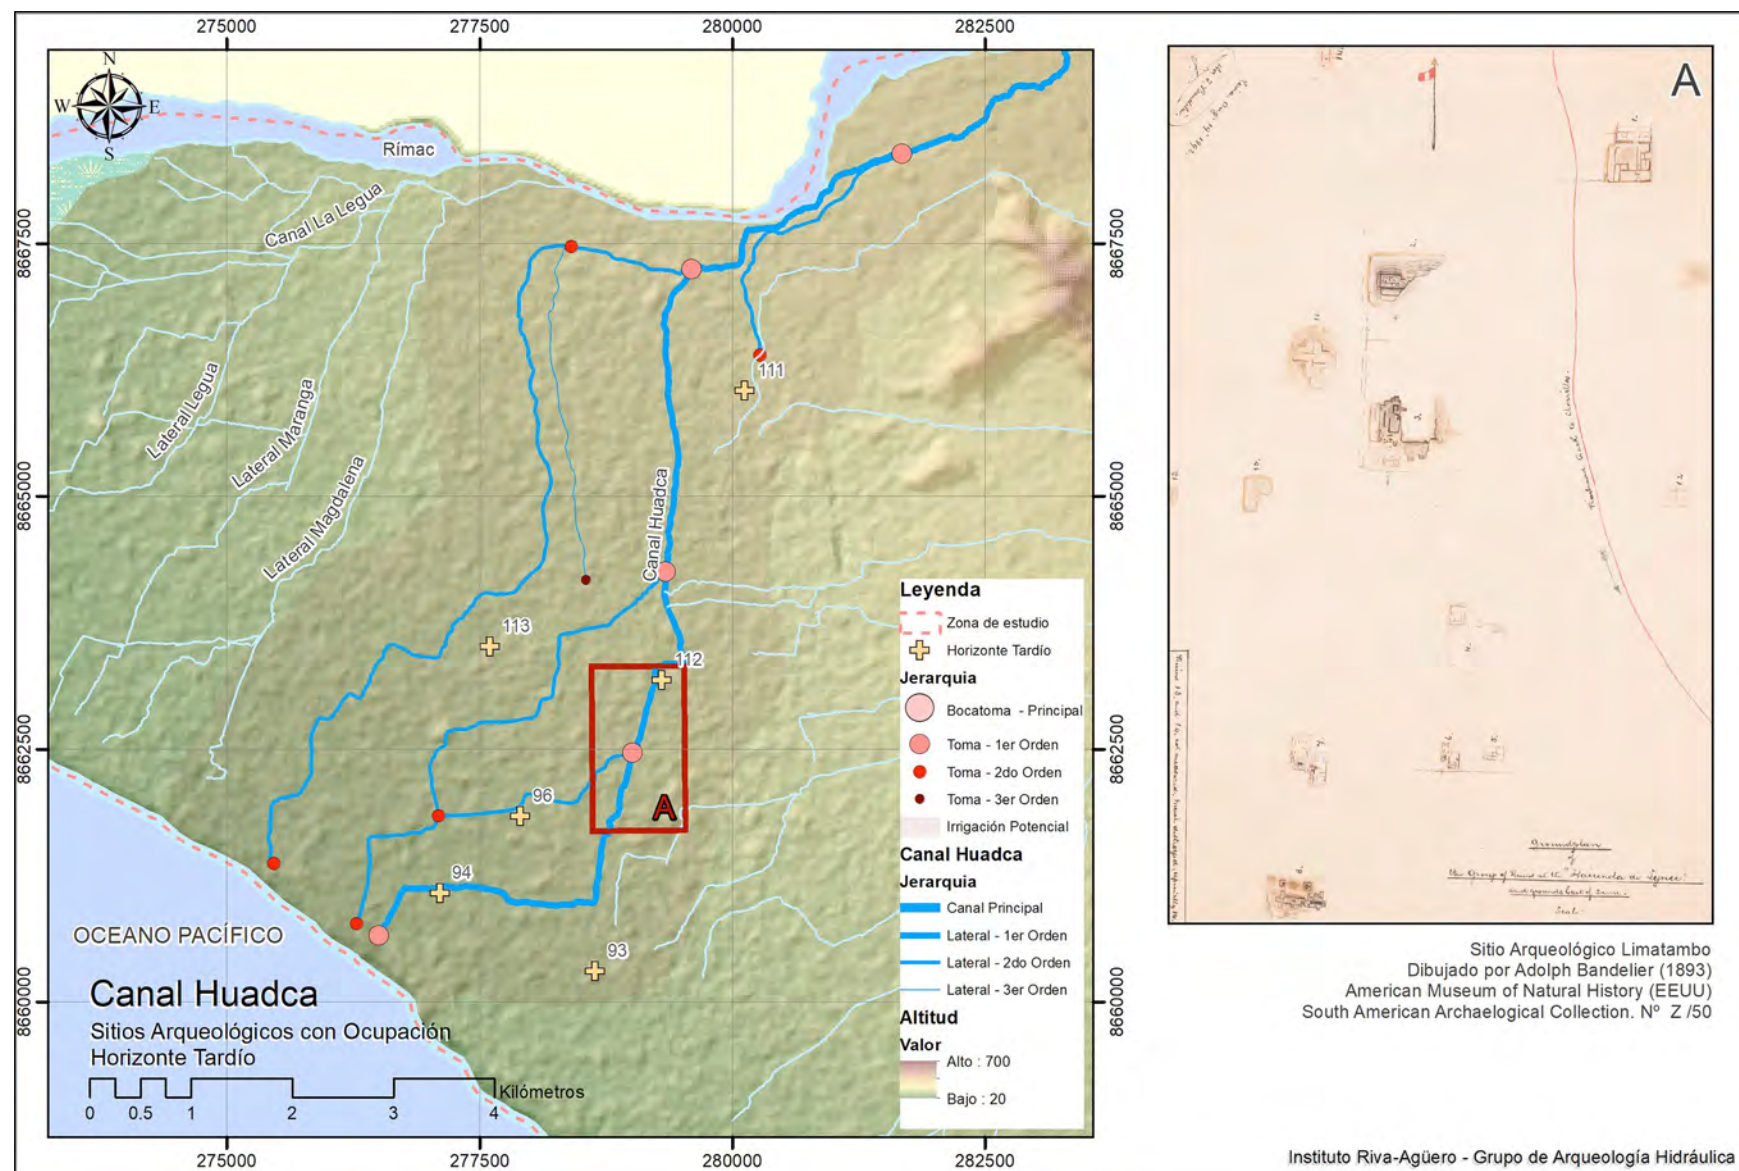 275000
277500
280000
282500
N
W
E
S
Rímac
Canal La Legua
Lateral Legua
Lateral Maranga
Lateral Magdalena
Canal Huadca
8667500
8665000
8662500
8660000
8667500
8665000
8662500
8660000
111
113
112
96
94
93
A
OCEANO PACÍFICO
Canal Huadca
Sitios Arqueológicos con Ocupación
Horizonte Tardío
Kilómetros
0 0.5 1 2 3 4
Leyenda
Zona de estudio
Horizonte Tardío
Jerarquia
Bocatoma - Principal
Toma - 1er Orden
Toma - 2do Orden
Toma - 3er Orden
Irrigación Potencial
Canal Huadca
Jerarquia
Canal Principal
Lateral - 1er Orden
Lateral - 2do Orden
Lateral - 3er Orden
Altitud
Valor
Alto : 700
Bajo : 20
275000
277500
280000
282500
A
Groundplan
of
Sitio Arqueológico Limatambo
Dibujado por Adolph Bandelier (1893)
American Museum of Natural History (EEUU)
South American Archaelogical Collection. Nº Z /50
Instituto Riva-Agüero - Grupo de Arqueología Hidráulica